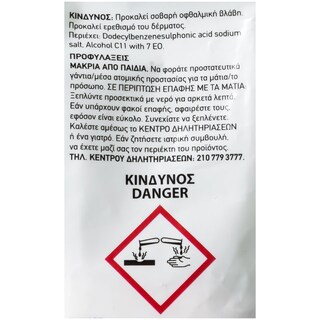 ΚΙΝΔΥΝΟΣ: Προκαλεί σοβαρή οφθαλμική βλάβη.
Προκαλεί ερεθισμό του δέρματος.
Περιέχει: Dodecylbenzenesulphonic acid sodium
salt, Alcohol C11 with 7 EO.
ΠΡΟΦΥΛΑΞΕΙΣ
ΜΑΚΡΙΑ ΑΠΟ ΠΑΙΔΙΑ. Να φοράτε προστατευτικά
γάντια/μέσα ατομικής προστασίας για τα μάτια/το
πρόσωπο. ΣΕ ΠΕΡΙΠΤΩΣΗ ΕΠΑΦΗΣ ΜΕ ΤΑ ΜΑΤΙΑ:
Ξεπλύντε προσεκτικά με νερό για αρκετά λεπτά.
Εάν υπάρχουν φακοί επαφής, αφαιρέστε τους,
εφόσον είναι εύκολο. Συνεχίστε να ξεπλένετε.
Καλέστε αμέσως το ΚΕΝΤΡΟ ΔΗΛΗΤΗΡΙΑΣΕΩΝ
ή ένα γιατρό. Εάν ζητήσετε ιατρική συμβουλή,
να έχετε μαζί σας τον περιέκτη του προϊόντος.
ΤΗΛ. ΚΕΝΤΡΟΥ ΔΗΛΗΤΗΡΙΑΣΕΩΝ: 210 779 3777.
ΚΙΝΔΥΝΟΣ
DANGER